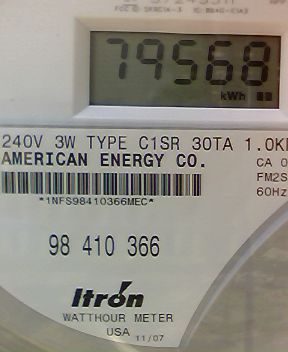 79568
kWh
240V 3W TYPE C1SR 30TA 1.0K
AMERICAN ENERGY CO.
CA 0
FM2S
60Hz
*1NFS98410366MEC*
98 410 366
Itron
WATTHOUR METER
USA 11/07